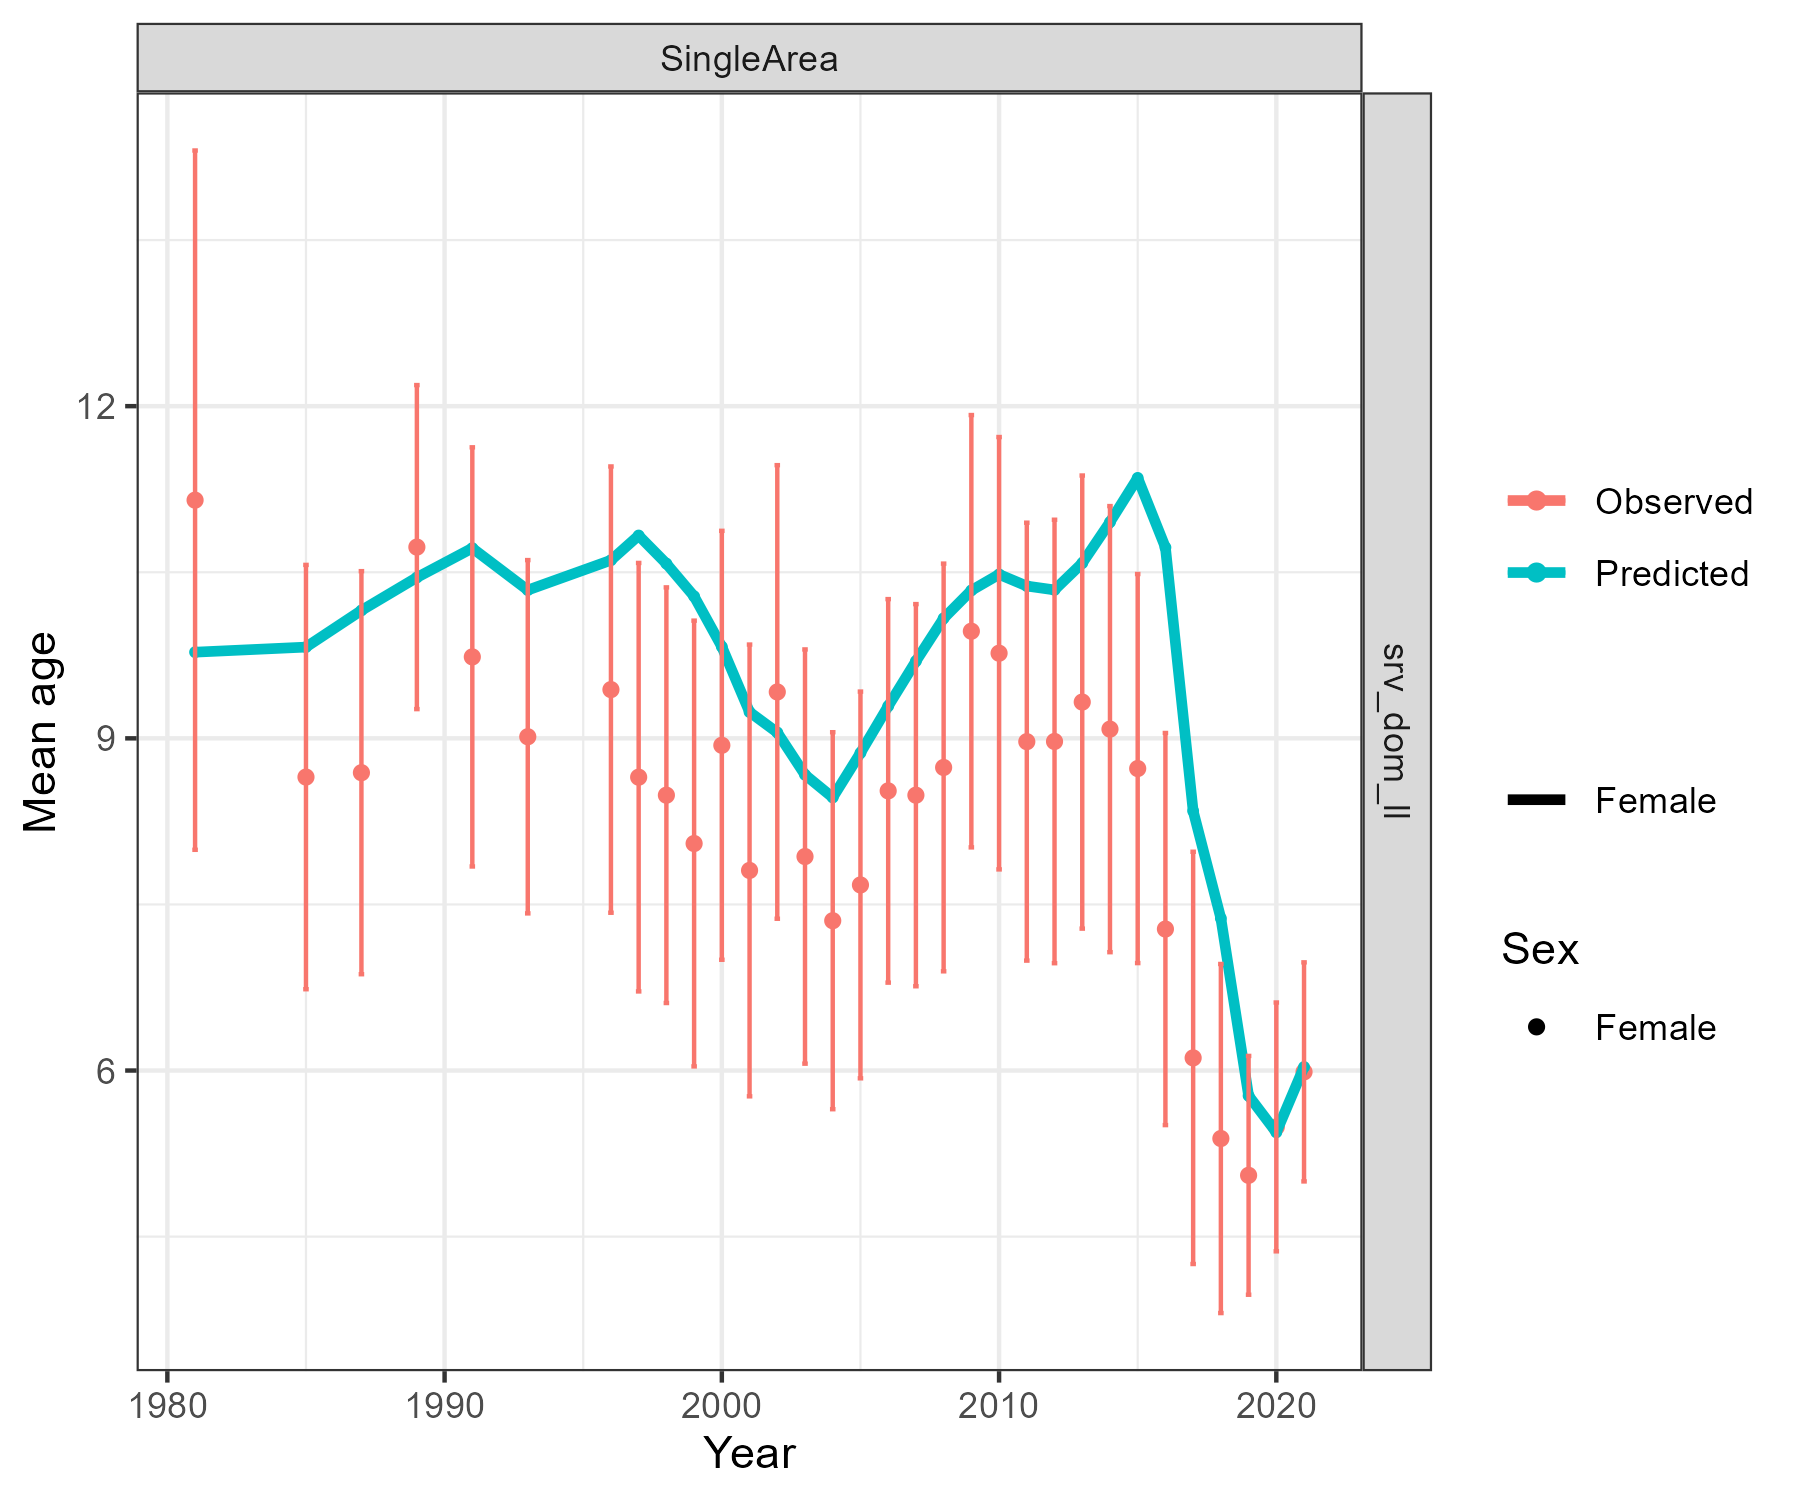 SingleArea
srv_dom_ll
Mean age
12
9
6
1980
1990
2000
2010
2020
Year
Observed
Predicted
Female
Sex
Female